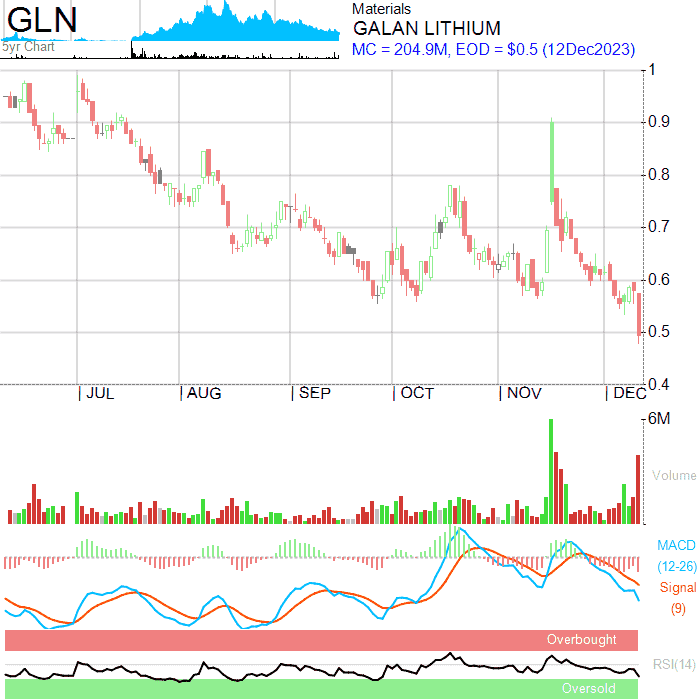 GLN
5yr Chart
Materials
GALAN LITHIUM
MC = 204.9M, EOD = $0.5 (12Dec2023)
1
0.9
0.8
0.7
0.6
0.5
0.4
JUL
AUG
SEP
OCT
NOV
DEC
6M
Volume
MACD
(12-26)
Signal
(9)
Overbought
RSI(14)
Oversold